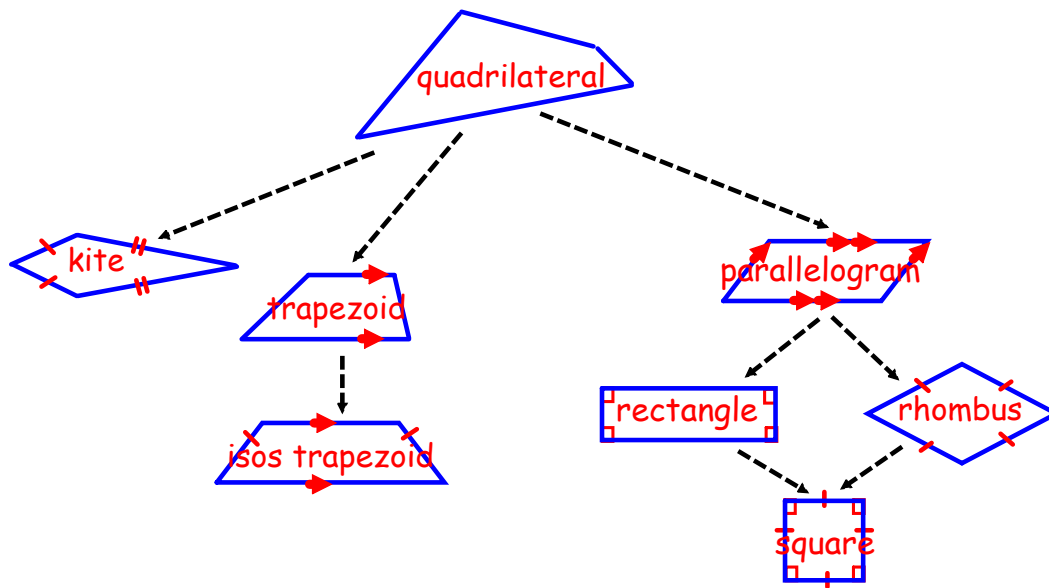 quadrilateral
kite
trapezoid
parallelogram
isos trapezoid
rectangle
rhombus
square